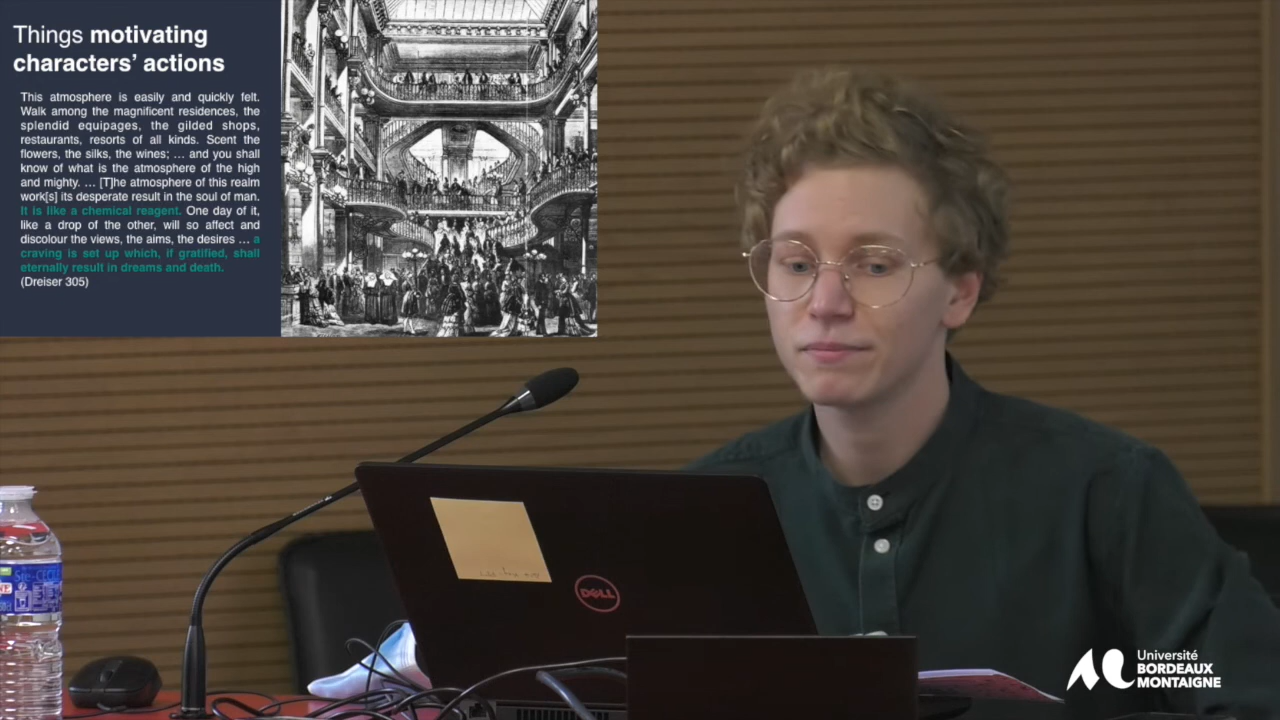 Things motivating
characters' actions
This atmosphere is easily and quickly felt.
Walk among the magnificent residences, the
splendid equipages, the gilded shops,
restaurants, resorts of all kinds. Scent the
flowers, the silks, the wines; … and you shall
know of what is the atmosphere of the high
and mighty. … [T]he atmosphere of this realm
work[s] its desperate result in the soul of man.
It is like a chemical reagent. One day of it,
like a drop of the other, will so affect and
discolour the views, the aims, the desires … a
craving is set up which, if gratified, shall
eternally result in dreams and death.
(Dreiser 305)
DELL
Université
BORDEAUX
MONTAIGNE